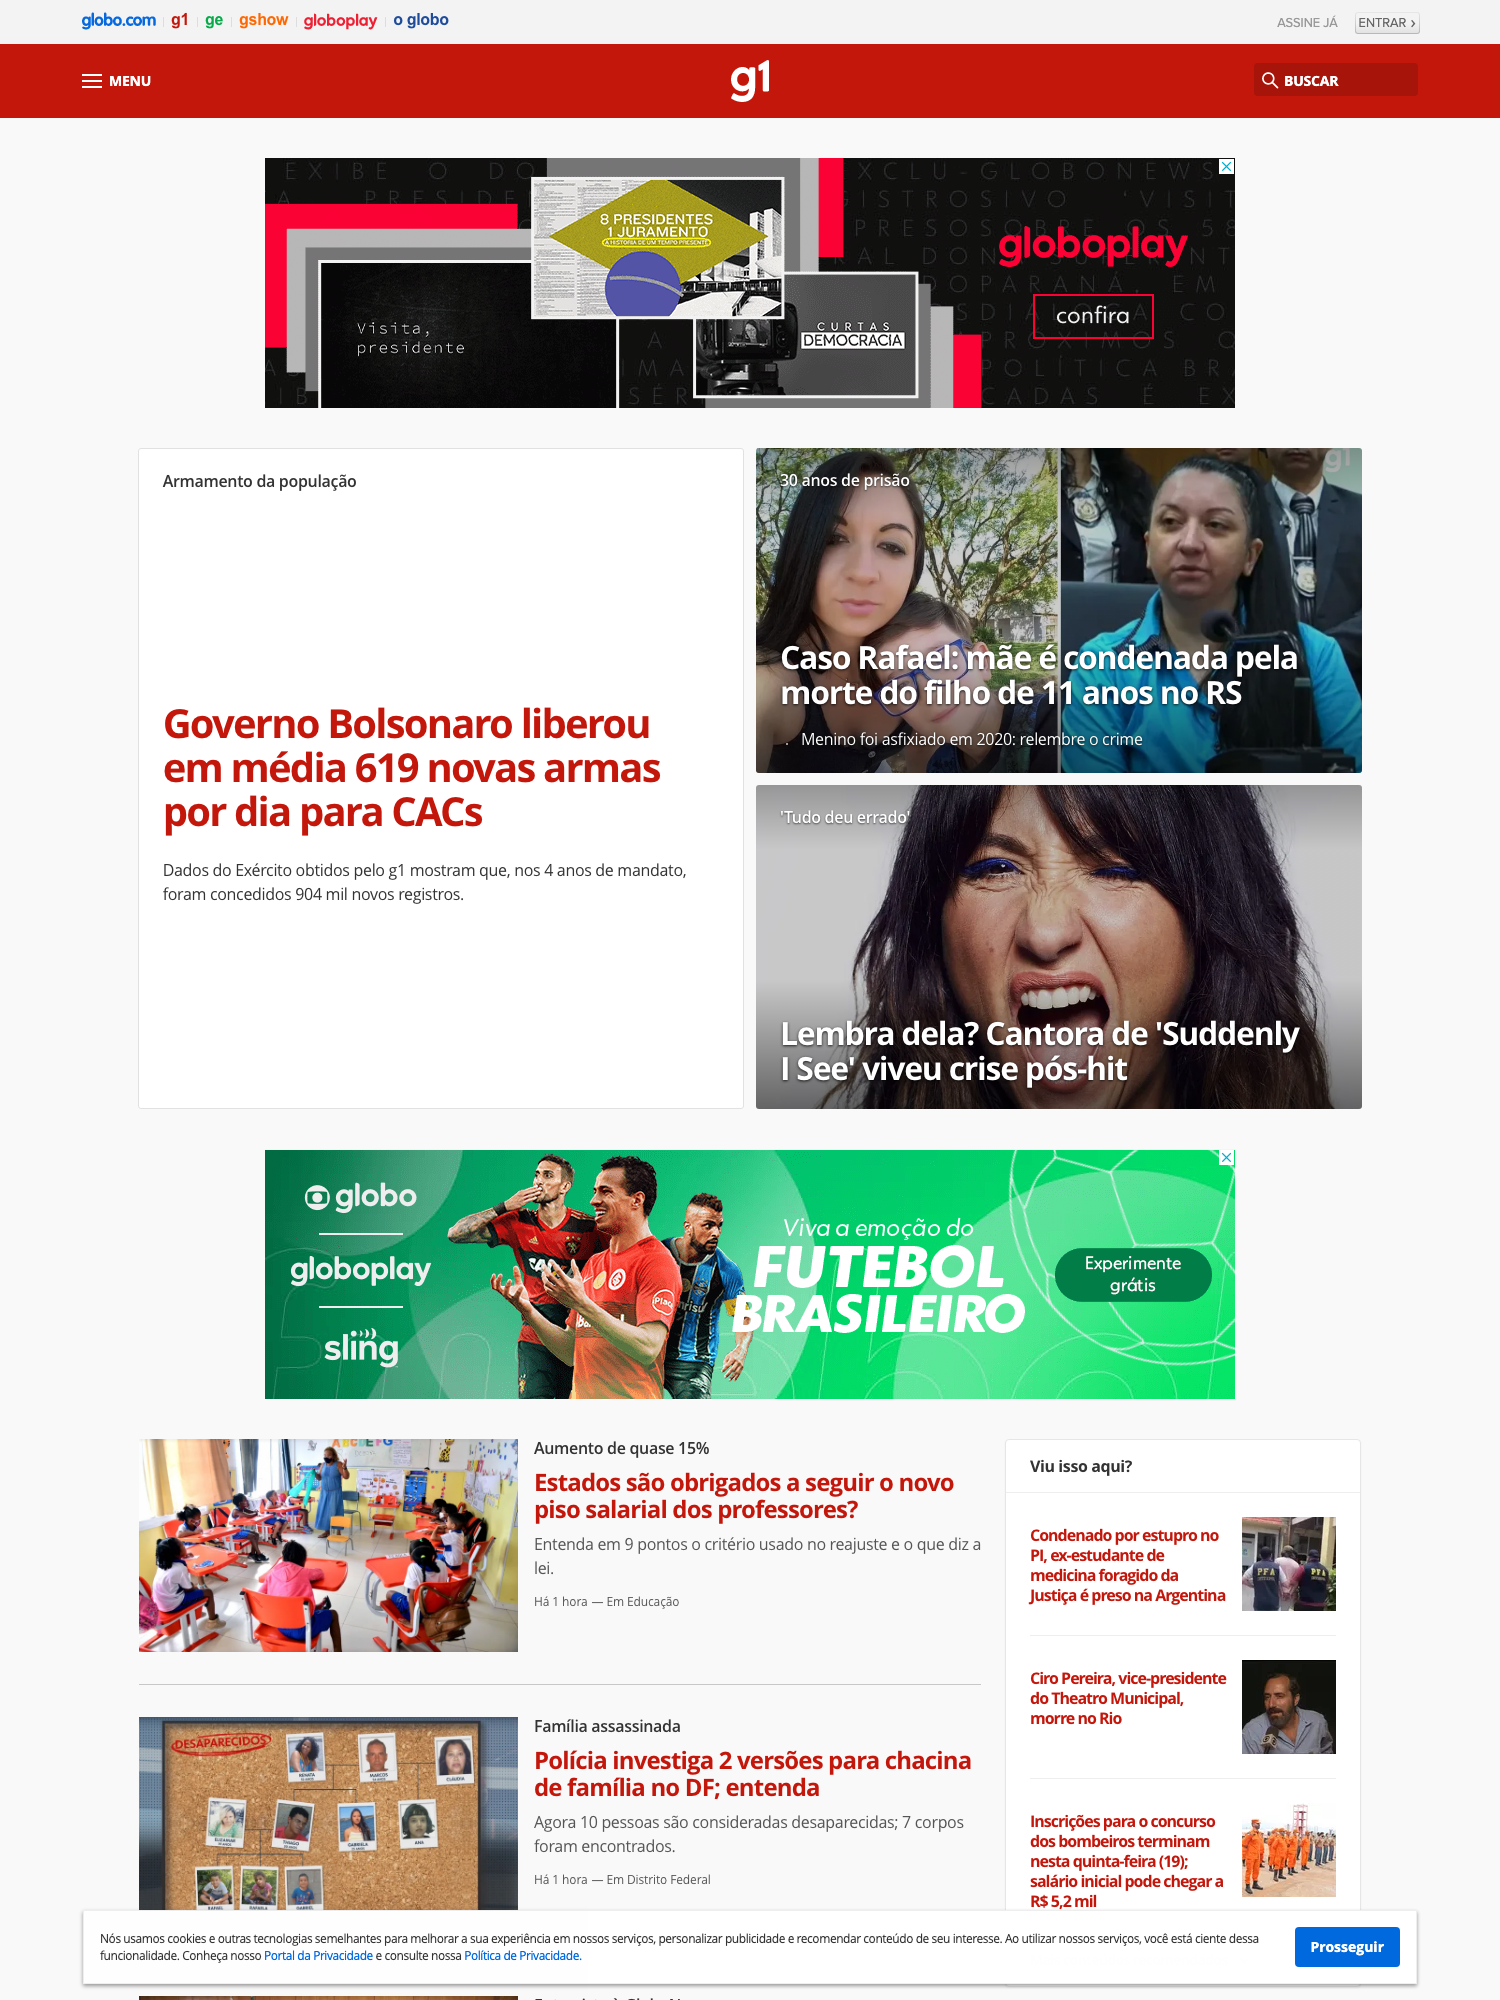 globo.com
g1
ge
gshow
globoplay
o globo
ASSINE JÁ
ENTRAR ›
MENU
g1
BUSCAR
8 PRESIDENTES
1 JURAMENTO
A HISTÓRIA DE UM TEMPO PRESENTE
Visita,
presidente
CURTAS
DEMOCRACIA
globoplay
confira
Armamento da população
Governo Bolsonaro liberou
em média 619 novas armas
por dia para CACs
Dados do Exército obtidos pelo g1 mostram que, nos 4 anos de mandato,
foram concedidos 904 mil novos registros.
30 anos de prisão
g1
Caso Rafael: mãe é condenada pela
morte do filho de 11 anos no RS
Menino foi asfixiado em 2020: relembre o crime
'Tudo deu errado'
Lembra dela? Cantora de 'Suddenly
I See' viveu crise pós-hit
globo
globoplay
sling
Viva a emoção do
FUTEBOL
BRASILEIRO
Experimente
grátis
Aumento de quase 15%
Estados são obrigados a seguir o novo
piso salarial dos professores?
Entenda em 9 pontos o critério usado no reajuste e o que diz a
lei.
Há 1 hora — Em Educação
DESAPARECIDOS
RENATA
MARCOS
CLÁUDIA
THIAGO
GABRIELA
ANA
Família assassinada
Polícia investiga 2 versões para chacina
de família no DF; entenda
Agora 10 pessoas são consideradas desaparecidas; 7 corpos
foram encontrados.
Há 1 hora — Em Distrito Federal
Viu isso aqui?
Condenado por estupro no
PI, ex-estudante de
medicina foragido da
Justiça é preso na Argentina
PFA
PFA
Ciro Pereira, vice-presidente
do Theatro Municipal,
morre no Rio
Inscrições para o concurso
dos bombeiros terminam
nesta quinta-feira (19);
salário inicial pode chegar a
R$ 5,2 mil
Nós usamos cookies e outras tecnologias semelhantes para melhorar a sua experiência em nossos serviços, personalizar publicidade e recomendar conteúdo de seu interesse. Ao utilizar nossos serviços, você está ciente dessa
funcionalidade. Conheça nosso Portal da Privacidade e consulte nossa Política de Privacidade.
Prosseguir